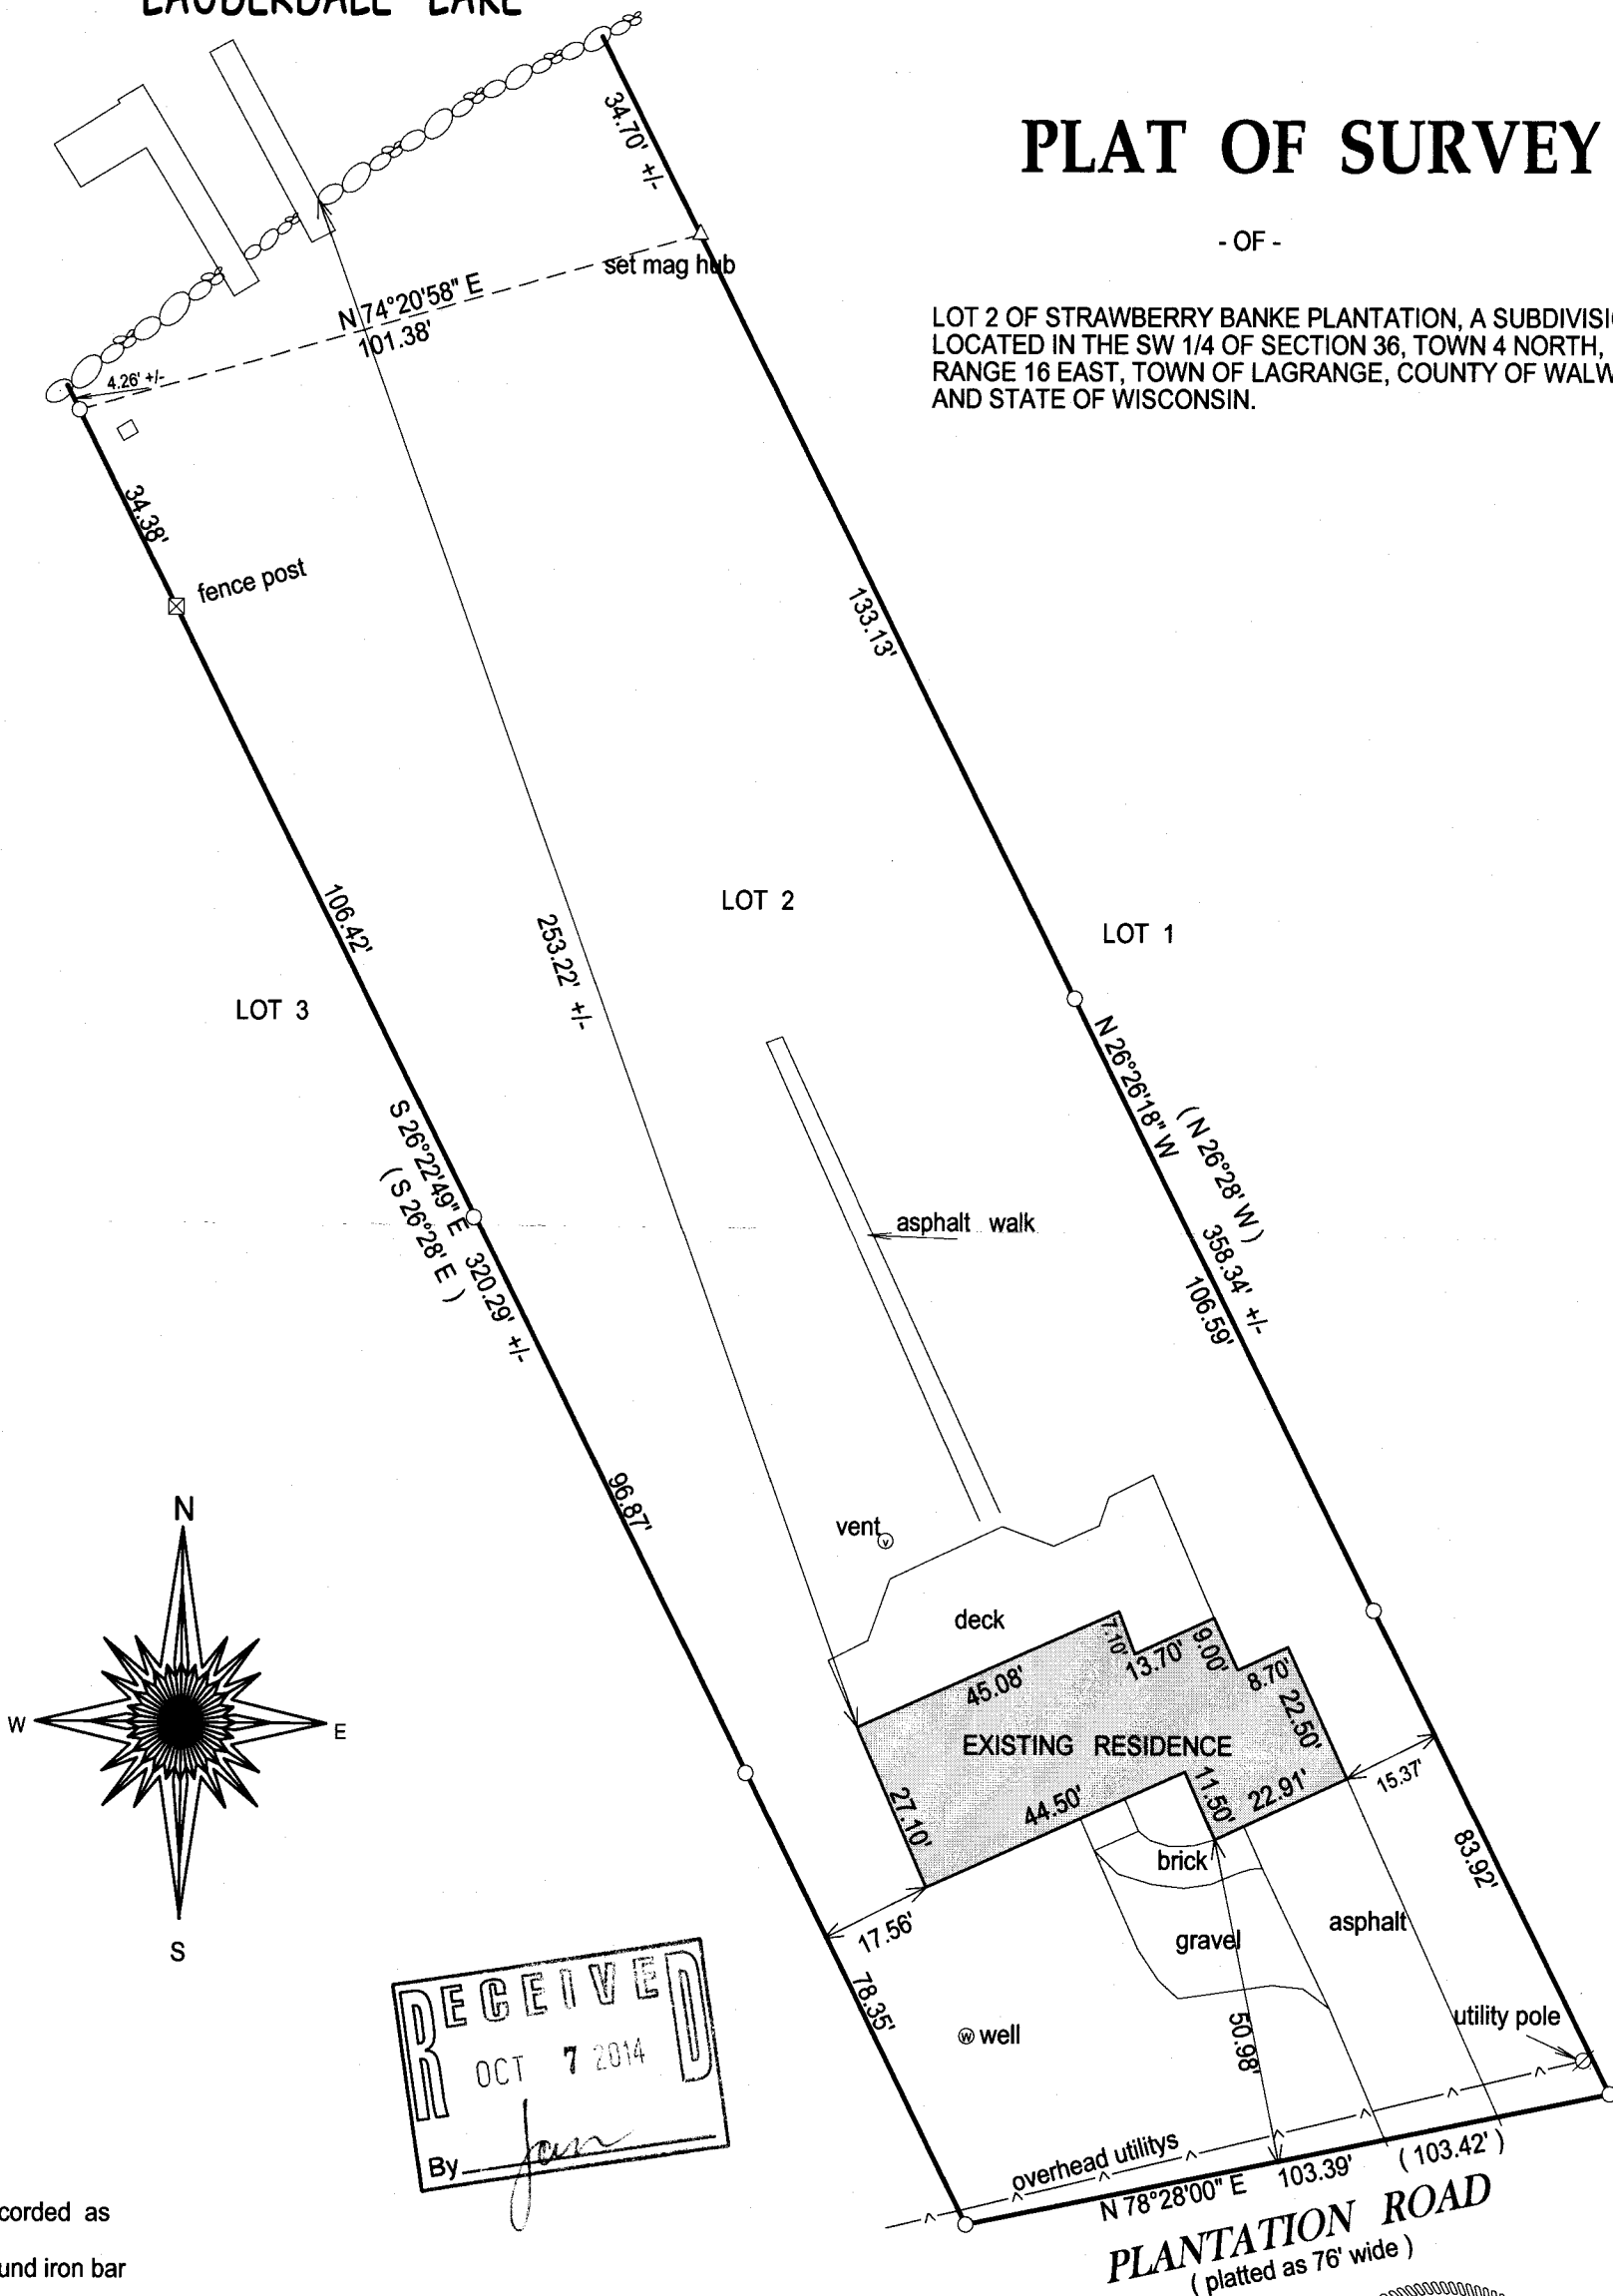 LAUDERDALE LAKE
PLAT OF SURVEY
- OF -
LOT 2 OF STRAWBERRY BANKE PLANTATION, A SUBDIVISI
LOCATED IN THE SW 1/4 OF SECTION 36, TOWN 4 NORTH,
RANGE 16 EAST, TOWN OF LAGRANGE, COUNTY OF WALW
AND STATE OF WISCONSIN.
34.70' +/-
set mag hub
N 74°20'58" E
101.38'
4.26' +/-
34.38'
fence post
133.13'
106.42'
253.22' +/-
LOT 2
LOT 1
LOT 3
N 26°26'18" W
( N 26°28' W )
358.34' +/-
106.59'
S 26°22'49" E 320.29' +/-
( S 26°28' E )
asphalt walk
96.87'
N
W
E
S
vent
v
deck
7.10'
13.70'
9.00'
8.70'
45.08'
22.50'
EXISTING RESIDENCE
27.10'
44.50'
11.50'
22.91'
15.37'
brick
83.92'
17.56'
gravel
asphalt
78.35'
w well
50.98'
utility pole
RECEIVED
OCT 7 2014
By Jan
overhead utilitys
N 78°28'00" E 103.39' ( 103.42' )
PLANTATION ROAD
( platted as 76' wide )
corded as
und iron bar